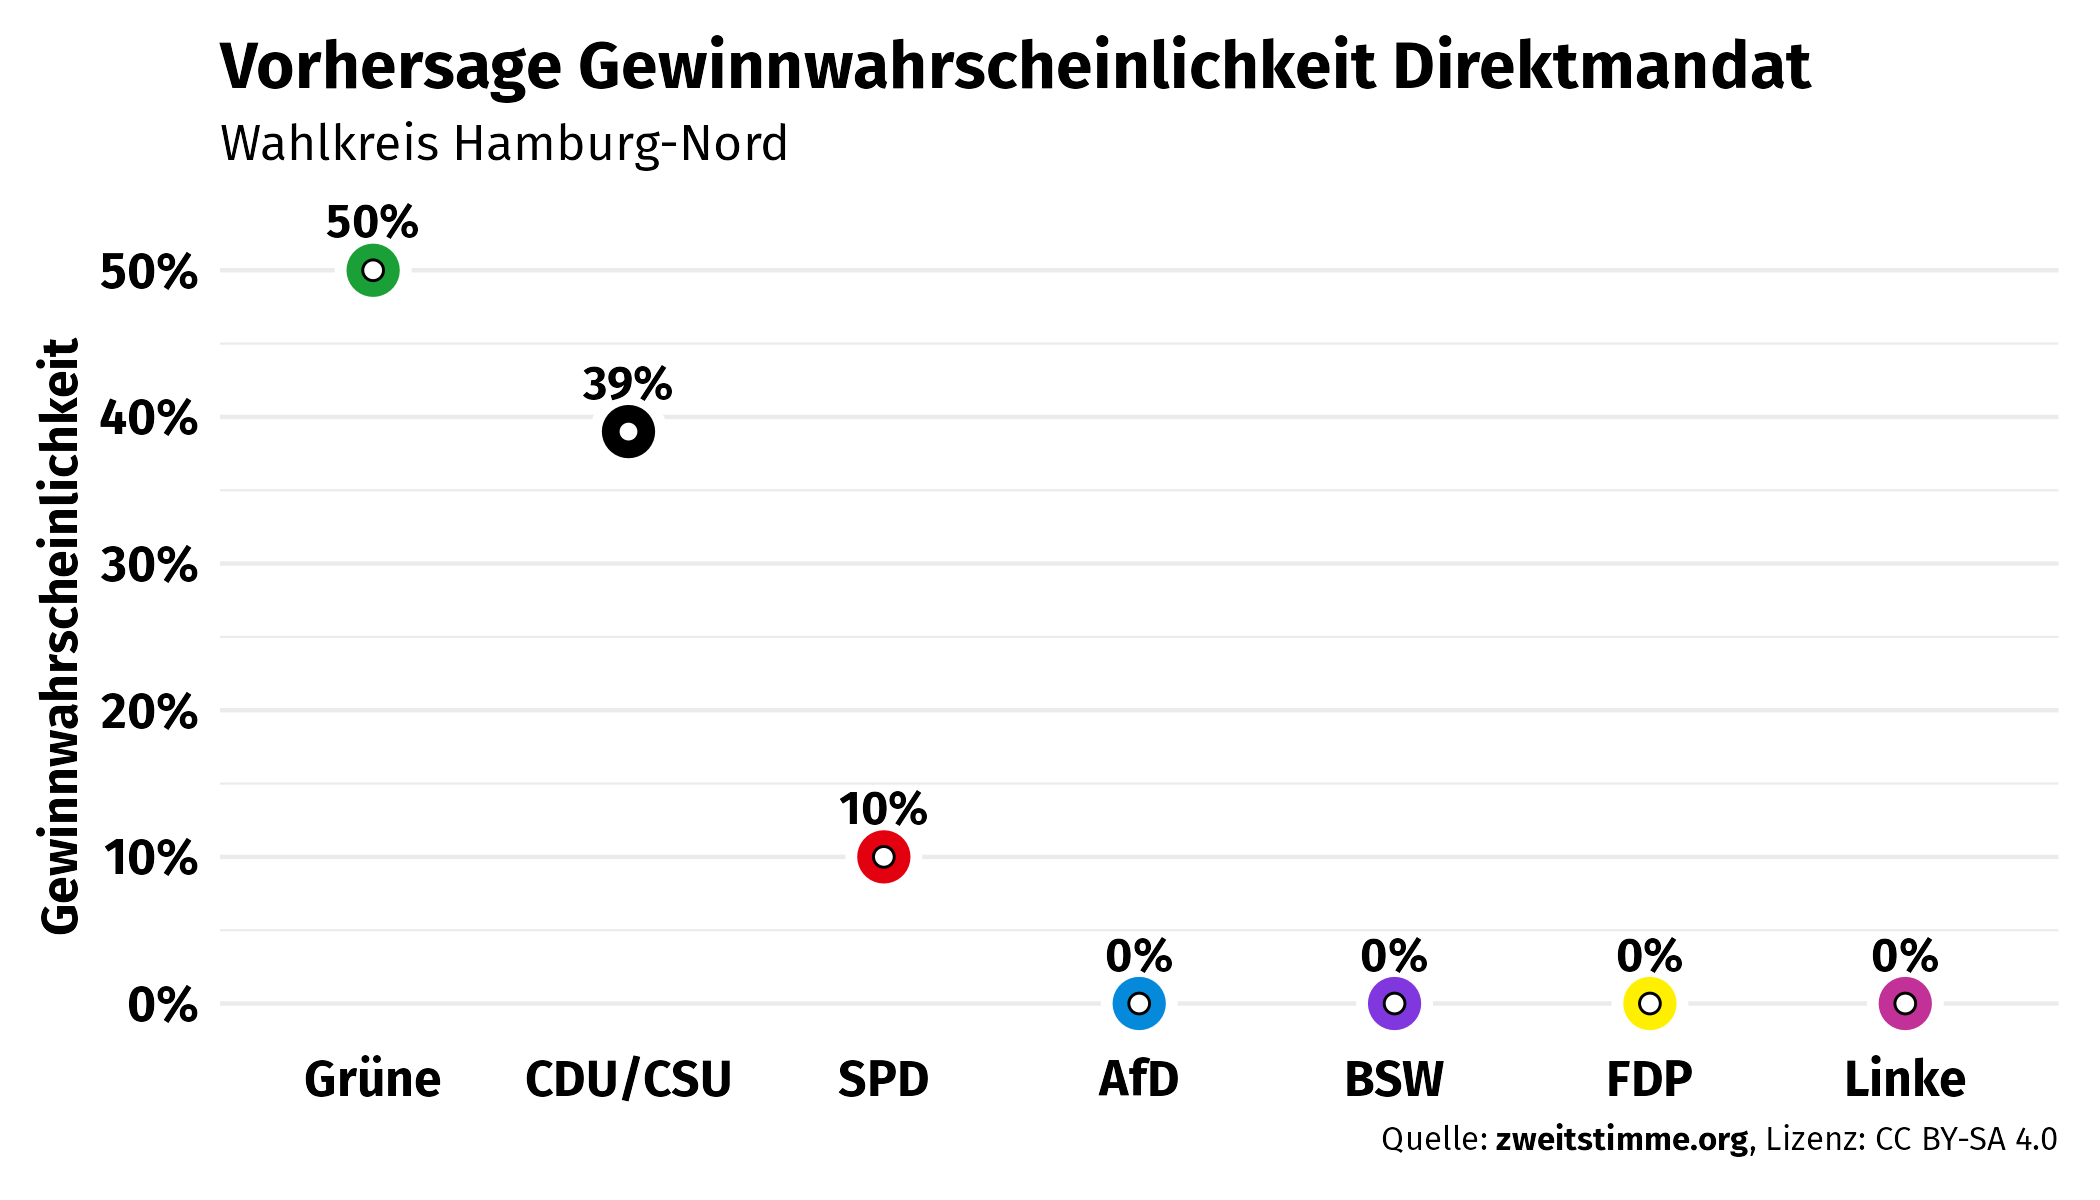 Vorhersage Gewinnwahrscheinlichkeit Direktmandat
Wahlkreis Hamburg-Nord
Gewinnwahrscheinlichkeit
50%
40%
30%
20%
10%
0%
50%
39%
10%
0%
0%
0%
0%
Grüne
CDU/CSU
SPD
AfD
BSW
FDP
Linke
Quelle: zweitstimme.org, Lizenz: CC BY-SA 4.0